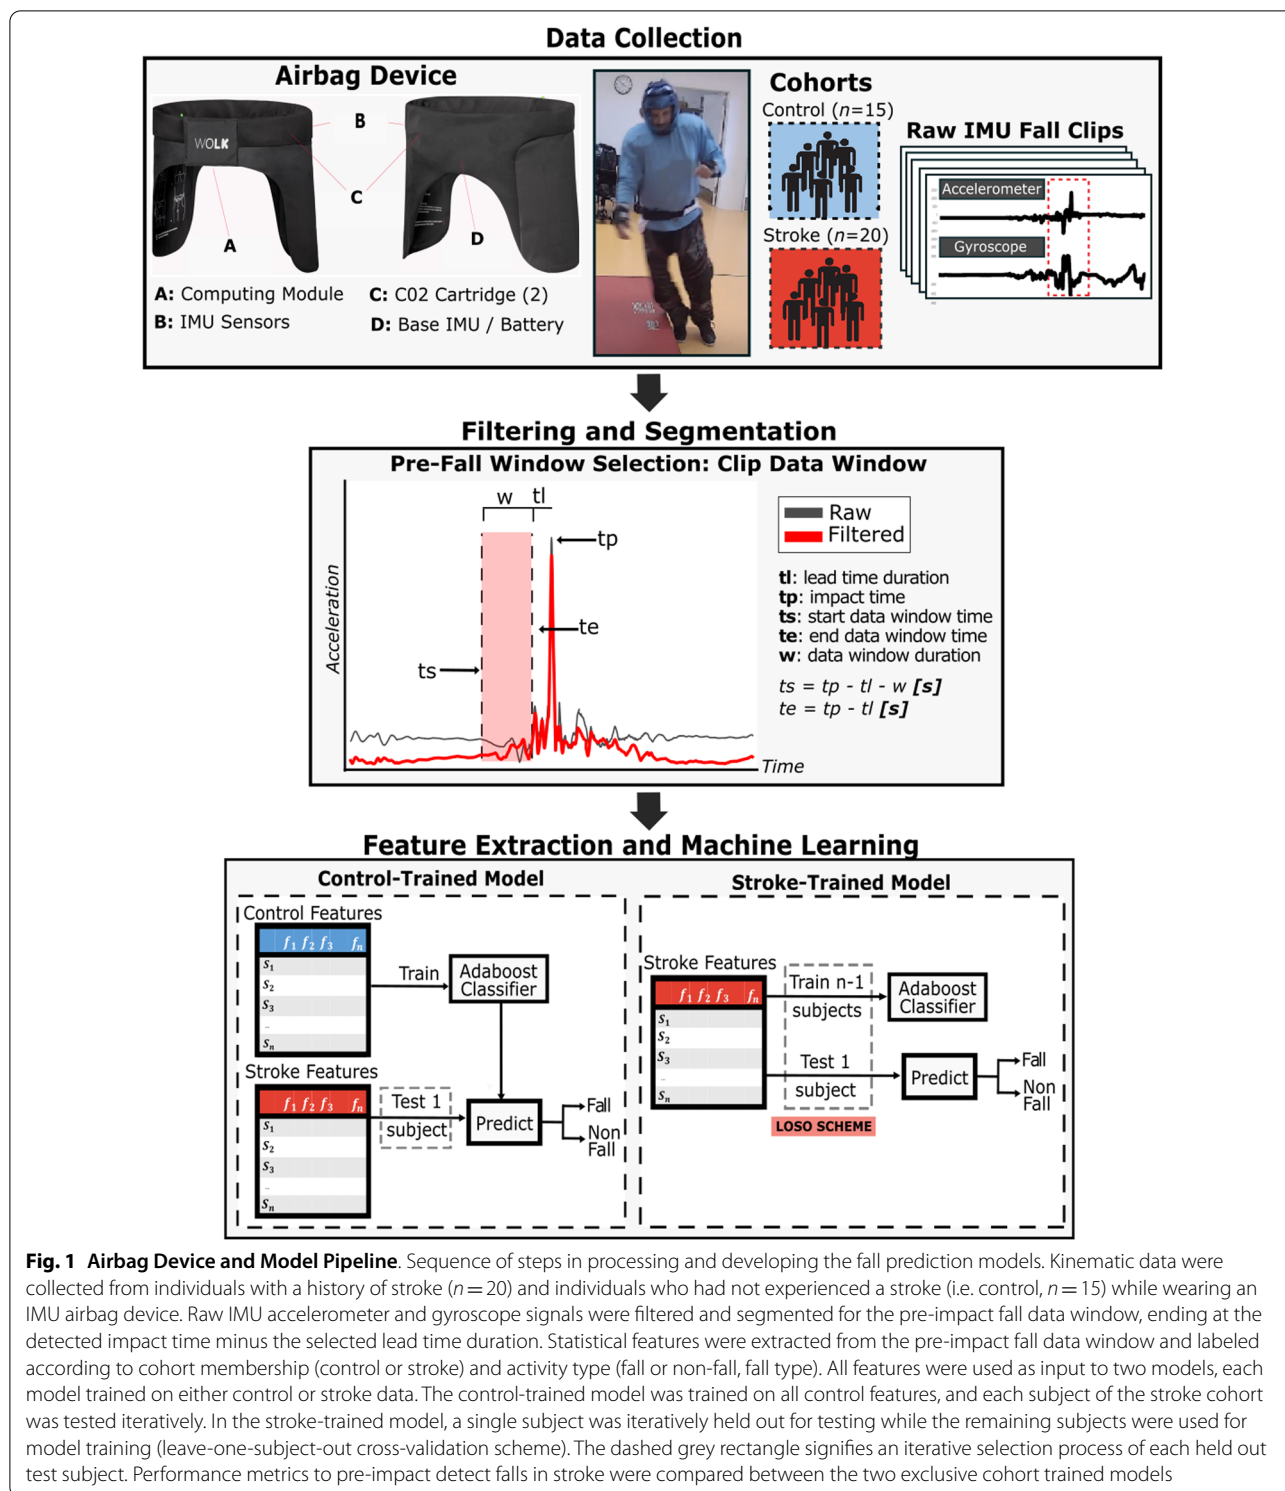 Data Collection
Airbag Device
WOLK
B
C
A
D
A: Computing Module
B: IMU Sensors
C: C02 Cartridge (2)
D: Base IMU / Battery
Cohorts
Control (n=15)
Stroke (n=20)
Raw IMU Fall Clips
Accelerometer
Gyroscope
Filtering and Segmentation
Pre-Fall Window Selection: Clip Data Window
w
tl
tp
te
ts
Acceleration
Time
Raw
Filtered
tl: lead time duration
tp: impact time
ts: start data window time
te: end data window time
w: data window duration
ts = tp - tl - w [s]
te = tp - tl [s]
Feature Extraction and Machine Learning
Control-Trained Model
Control Features
f1 f2 f3 fn
S1
S2
S3
..
Sn
Train
Adaboost
Classifier
Stroke Features
f1 f2 f3 fn
S1
S2
S3
..
Sn
Test 1
subject
Predict
Fall
Non
Fall
Stroke-Trained Model
Stroke Features
f1 f2 f3 fn
S1
S2
S3
..
Sn
Train n-1
subjects
Adaboost
Classifier
Test 1
subject
Predict
Fall
Non
Fall
LOSO SCHEME
Fig. 1 Airbag Device and Model Pipeline. Sequence of steps in processing and developing the fall prediction models. Kinematic data were
collected from individuals with a history of stroke (n = 20) and individuals who had not experienced a stroke (i.e. control, n = 15) while wearing an
IMU airbag device. Raw IMU accelerometer and gyroscope signals were filtered and segmented for the pre-impact fall data window, ending at the
detected impact time minus the selected lead time duration. Statistical features were extracted from the pre-impact fall data window and labeled
according to cohort membership (control or stroke) and activity type (fall or non-fall, fall type). All features were used as input to two models, each
model trained on either control or stroke data. The control-trained model was trained on all control features, and each subject of the stroke cohort
was tested iteratively. In the stroke-trained model, a single subject was iteratively held out for testing while the remaining subjects were used for
model training (leave-one-subject-out cross-validation scheme). The dashed grey rectangle signifies an iterative selection process of each held out
test subject. Performance metrics to pre-impact detect falls in stroke were compared between the two exclusive cohort trained models